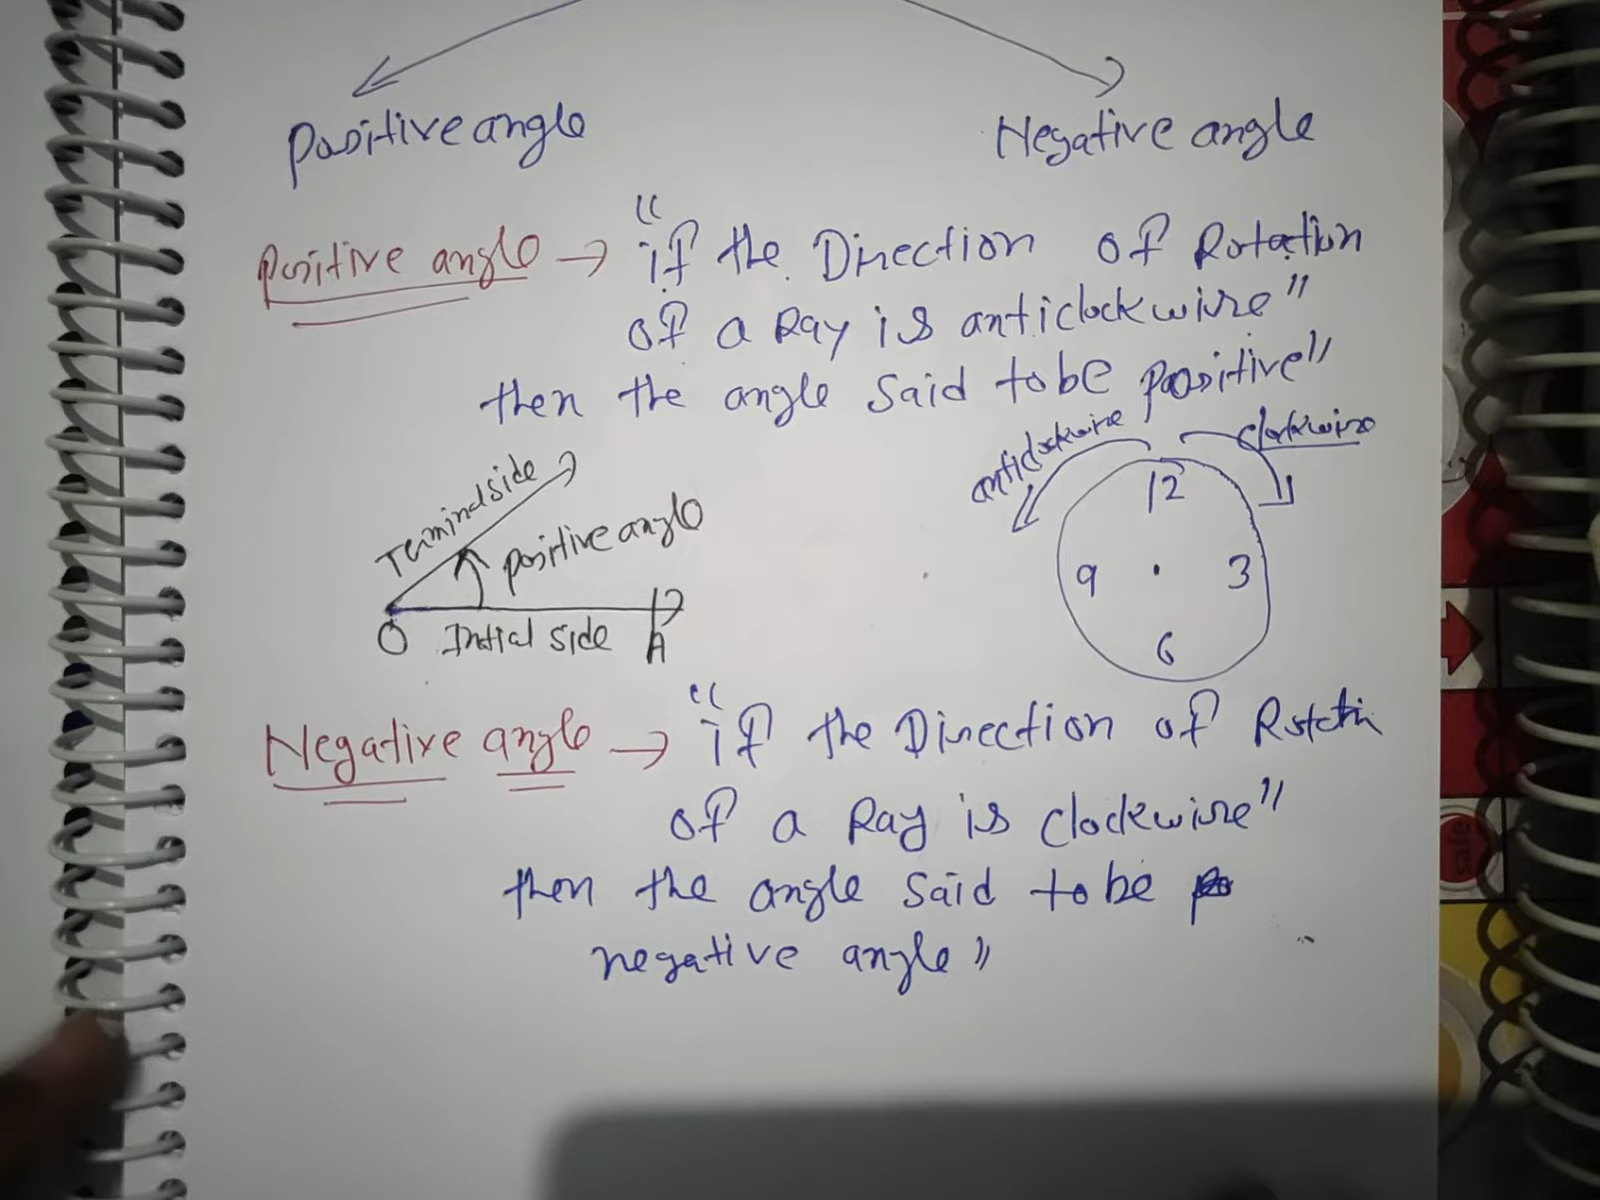 Positive angle
Negative angle
Positive angle → "if the Direction of Rotation
of a Ray is anticlockwise"
then the angle said to be positive"
anticlockwise
clockwise
12
9
3
6
Terminal side
Positive angle
O
Initial side
A
Negative angle → "if the Direction of Rotation
of a Ray is clockwise"
then the angle said to be
negative angle"
safe